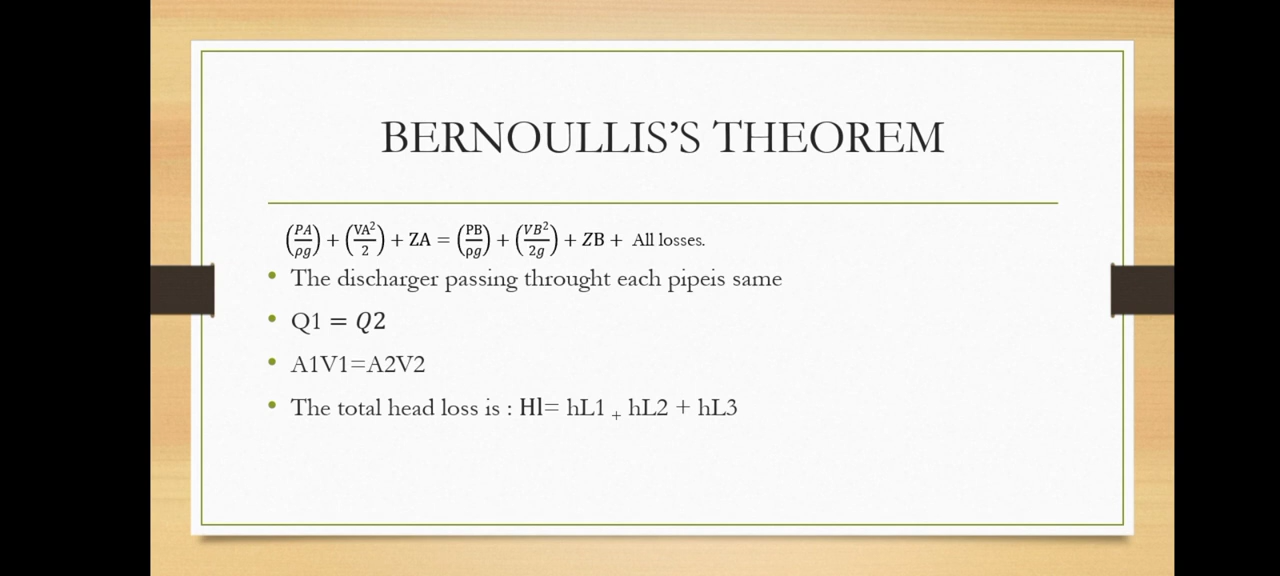 BERNOULLIS’S THEOREM
(PA/ρg) + (VA²/2) + ZA = (PB/ρg) + (VB²/2g) + ZB + All losses.
• The discharger passing throught each pipeis same
• Q1 = Q2
• A1V1=A2V2
• The total head loss is : Hl= hL1 + hL2 + hL3